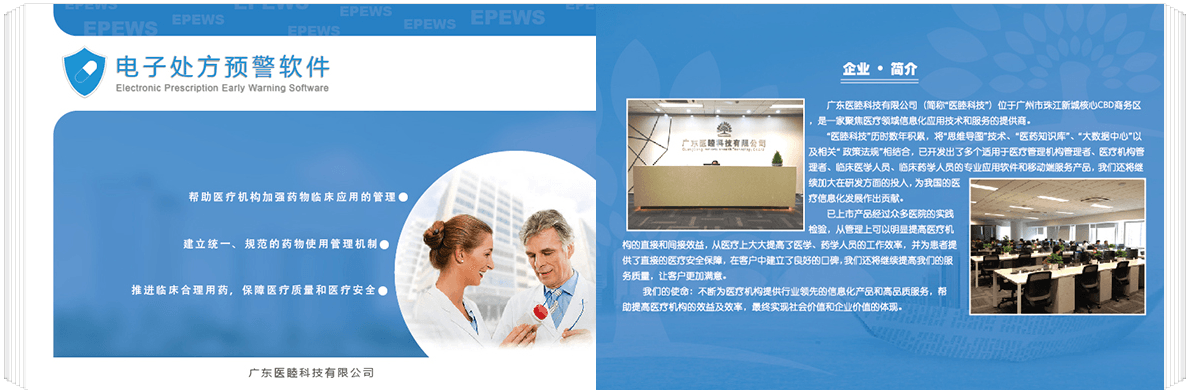 EPEWS EPEWS EPEWS EPEWS EPEWS
EPEWS EPEWS EPEWS
电子处方预警软件
Electronic Prescription Early Warning Software
帮助医疗机构加强药物临床应用的管理
建立统一、规范的药物使用管理机制
推进临床合理用药，保障医疗质量和医疗安全
广东医睦科技有限公司
企业 · 简介
广东医睦科技有限公司（简称“医睦科技”）位于广州市珠江新城核心CBD商务区
，是一家聚焦医疗领域信息化应用技术和服务的提供商。
“医睦科技”历时数年积累，将“思维导图”技术、“医药知识库”、“大数据中心”以
及相关“ 政策法规”相结合，已开发出了多个适用于医疗管理机构管理者、医疗机构管
理者、临床医学人员、临床药学人员的专业应用软件和移动端服务产品，我们还将继
续加大在研发方面的投入，为我国的医
疗信息化发展作出贡献。
已上市产品经过众多医院的实践
检验，从管理上可以明显提高医疗机
构的直接和间接效益，从医疗上大大提高了医学、药学人员的工作效率，并为患者提
供了直接的医疗安全保障，在客户中建立了良好的口碑，我们还将继续提高我们的服
务质量，让客户更加满意。
我们的使命：不断为医疗机构提供行业领先的信息化产品和高品质服务，帮
助提高医疗机构的效益及效率，最终实现社会价值和企业价值的体现。
广东医睦科技有限公司